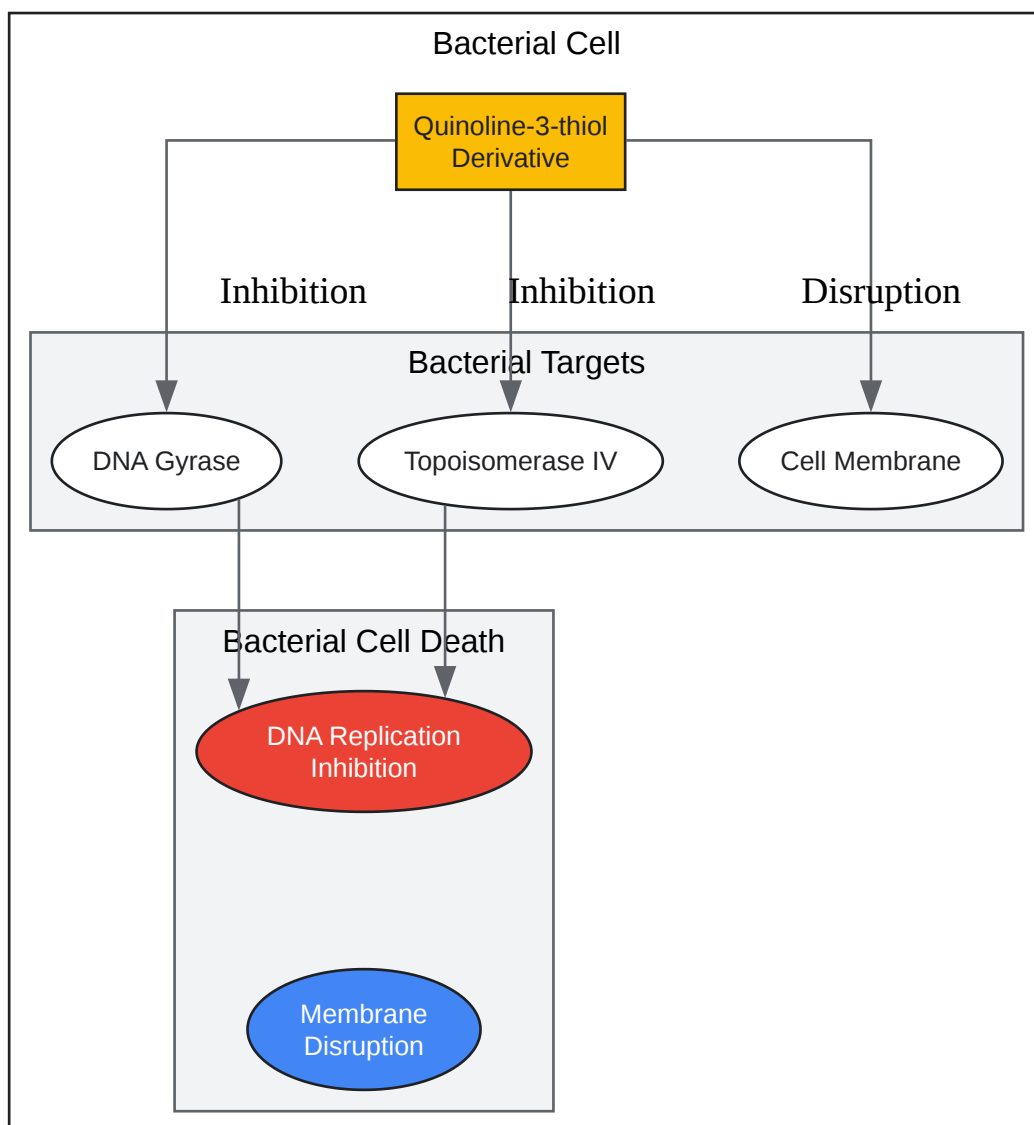 Bacterial Cell
Quinoline-3-thiol
Derivative
Inhibition
Inhibition
Disruption
Bacterial Targets
DNA Gyrase
Topoisomerase IV
Cell Membrane
Bacterial Cell Death
DNA Replication
Inhibition
Membrane
Disruption